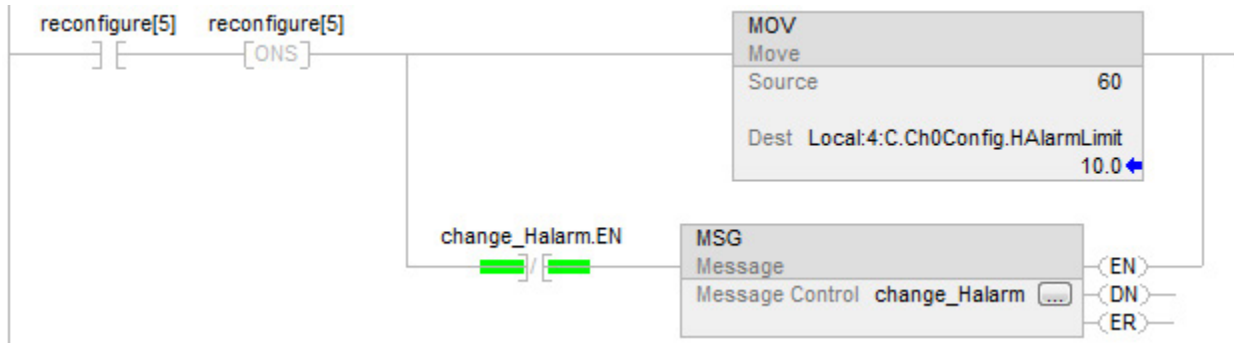 reconfigure[5] reconfigure[5]
ONS
MOV
Move
Source 60
Dest Local:4:C.Ch0Config.HAlarmLimit
10.0
change_Halarm.EN
MSG
Message
Message Control change_Halarm ...
EN
DN
ER